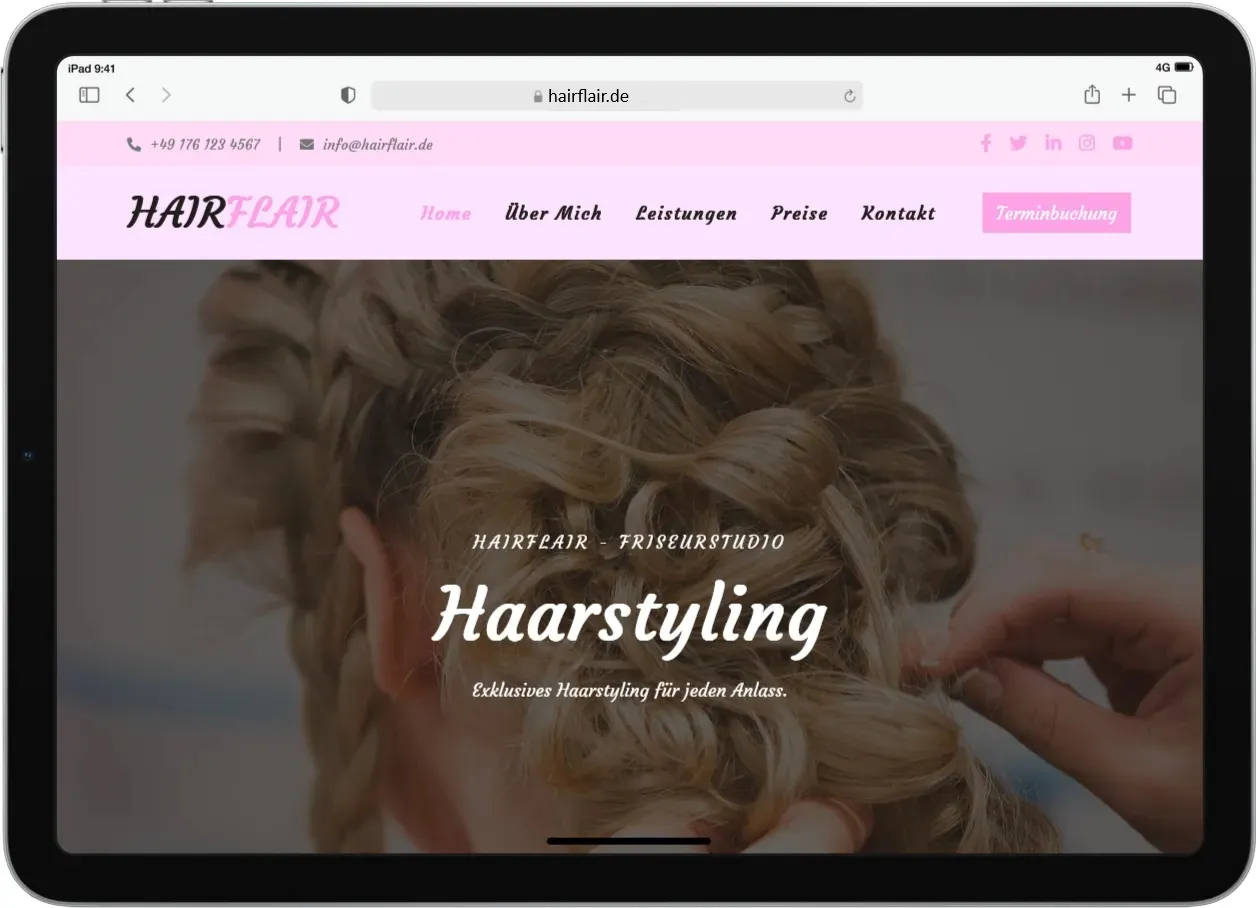 iPad 9:41
4G
hairflair.de
+49 176 123 4567 | info@hairflair.de
HAIRFLAIR
Home Über Mich Leistungen Preise Kontakt Terminbuchung
HAIRFLAIR - FRISEURSTUDIO
Haarstyling
Exklusives Haarstyling für jeden Anlass.